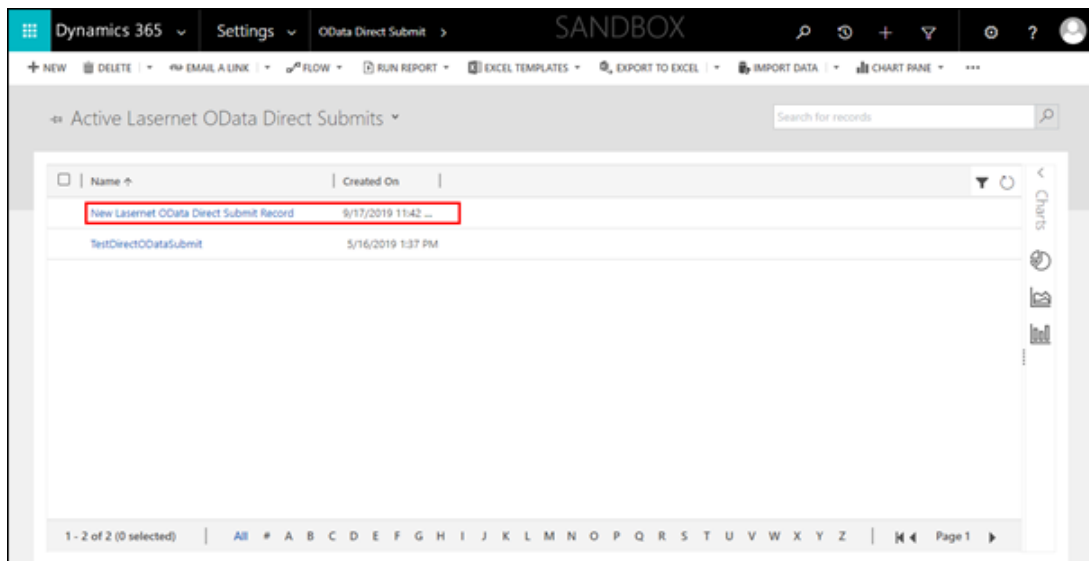 Dynamics 365 Settings OData Direct Submit > SANDBOX + ?
+ NEW DELETE EMAIL A LINK FLOW RUN REPORT EXCEL TEMPLATES EXPORT TO EXCEL IMPORT DATA CHART PANE ...
Active Lasernet OData Direct Submits Search for records
Name ↑ Created On
New Lasernet OData Direct Submit Record 9/17/2019 11:42 ...
TestDirectODataSubmit 5/16/2019 1:37 PM
Charts
1 - 2 of 2 (0 selected) All # A B C D E F G H I J K L M N O P Q R S T U V W X Y Z Page 1